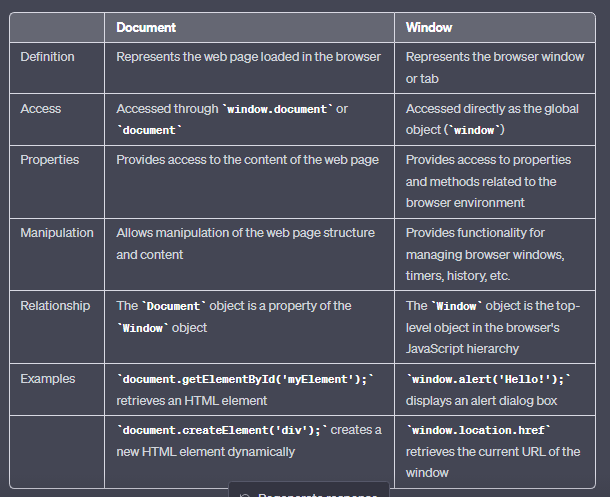 Document Window
Definition Represents the web page loaded in the browser Represents the browser window
or tab
Access Accessed through `window.document` or Accessed directly as the global
`document` object (`window`)
Properties Provides access to the content of the web page Provides access to properties
and methods related to the
browser environment
Manipulation Allows manipulation of the web page structure Provides functionality for
and content managing browser windows,
timers, history, etc.
Relationship The `Document` object is a property of the The `Window` object is the top-
`Window` object level object in the browser's
JavaScript hierarchy
Examples `document.getElementById('myElement');` `window.alert('Hello!');`
retrieves an HTML element displays an alert dialog box
`document.createElement('div');` creates a `window.location.href`
new HTML element dynamically retrieves the current URL of the
window
Regenerate response